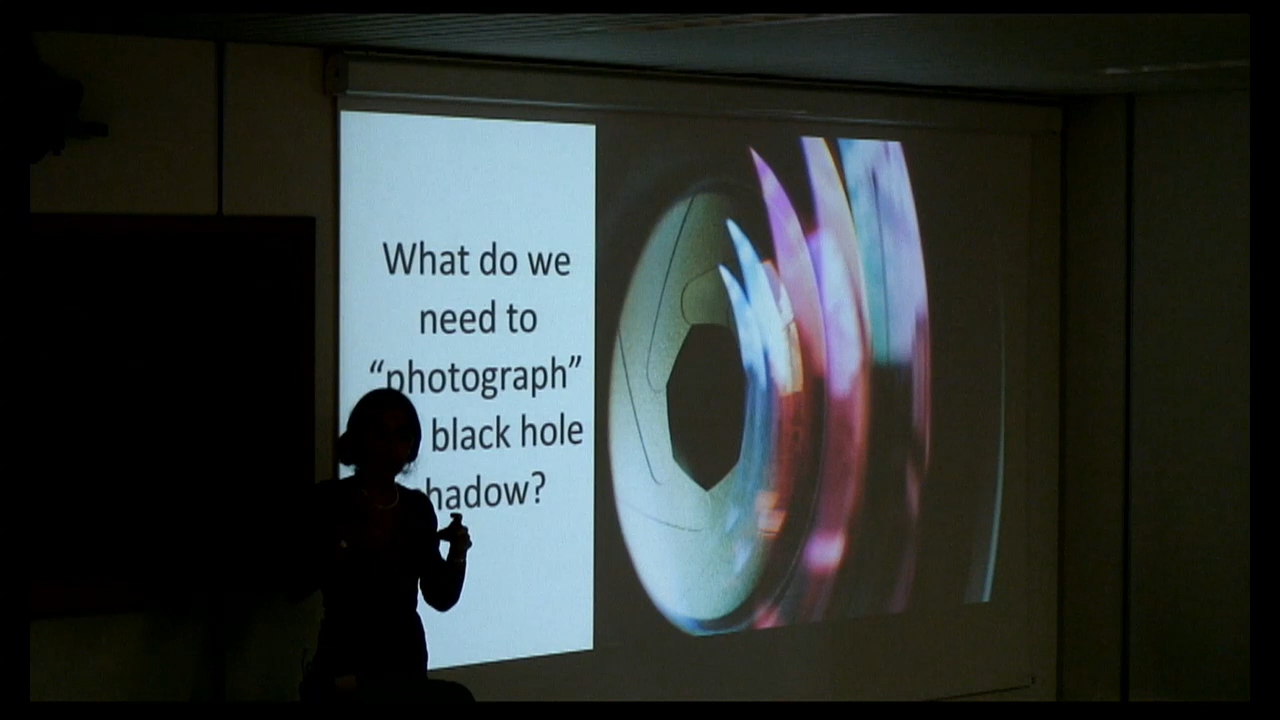 What do we
need to
“photograph”
black hole
hadow?